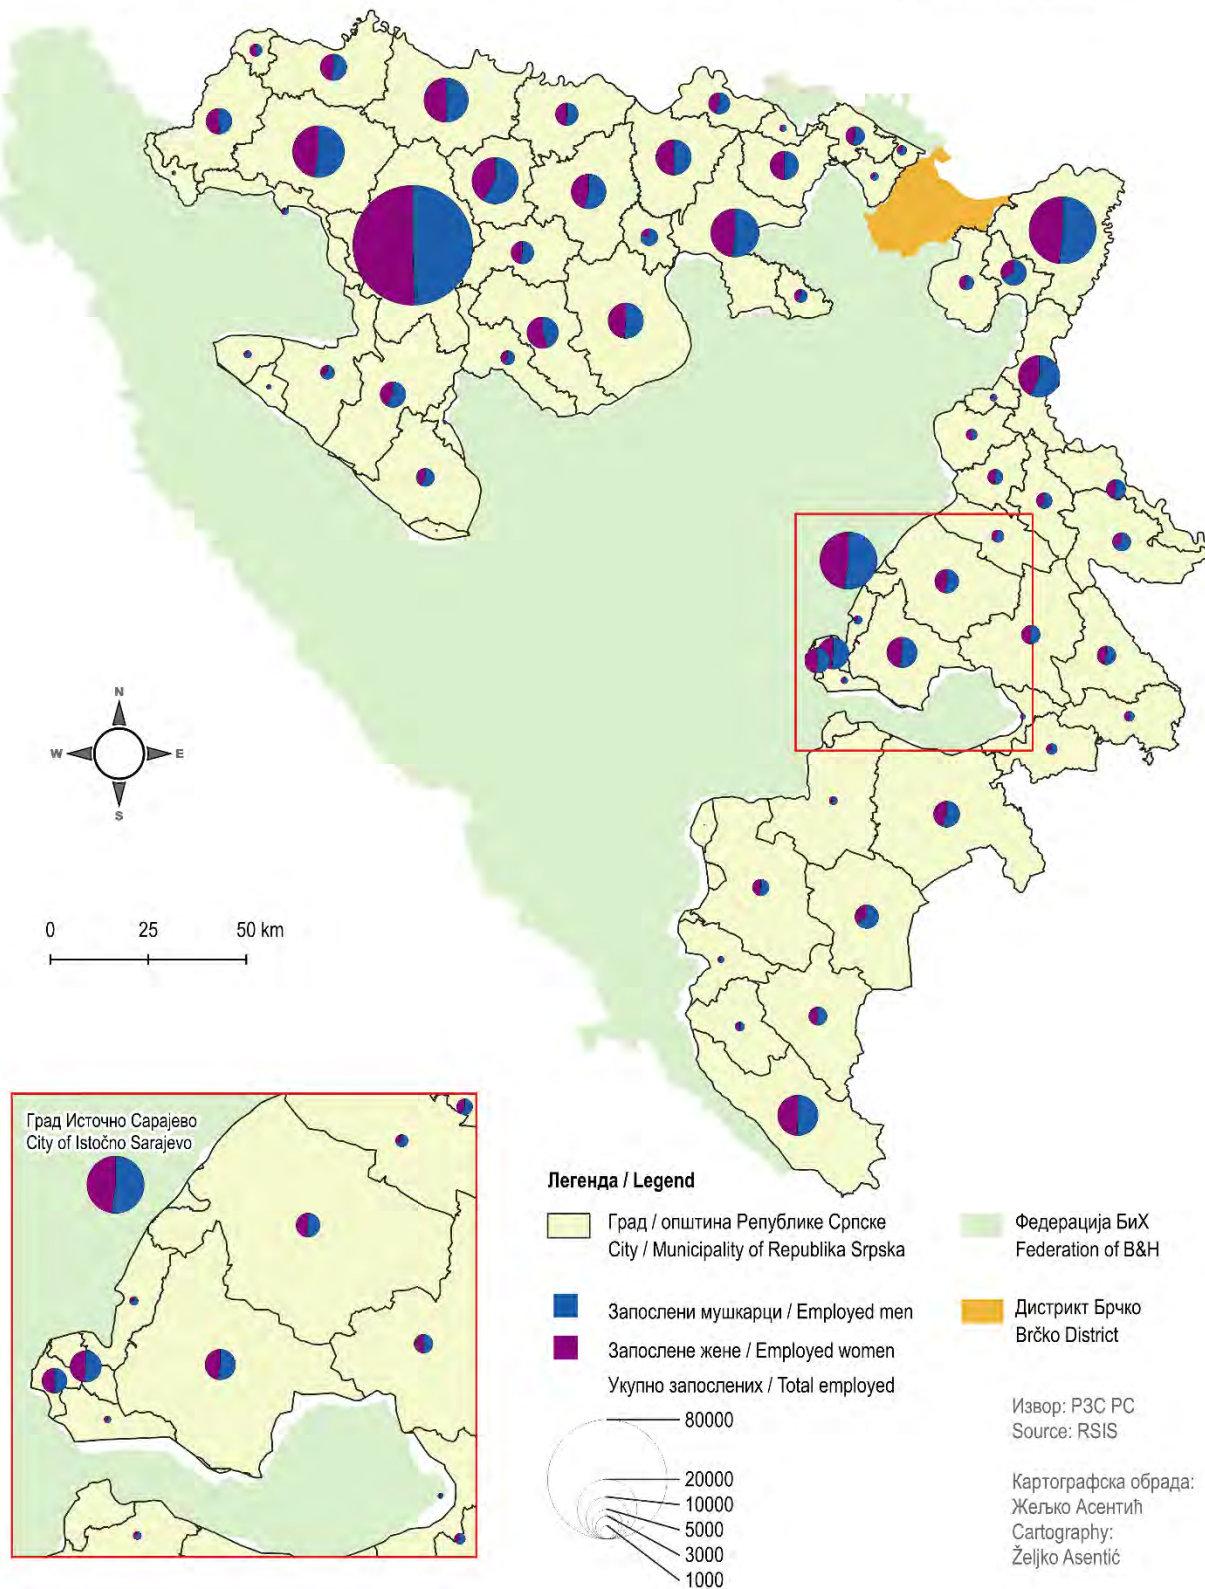 N
W
E
S
0 25 50 km
Град Источно Сарајево
City of Istočno Sarajevo
Легенда / Legend
Град / општина Републике Српске
City / Municipality of Republika Srpska
Запослени мушкарци / Employed men
Запослене жене / Employed women
Укупно запослених / Total employed
80000
20000
10000
5000
3000
1000
Федерација БиХ
Federation of B&H
Дистрикт Брчко
Brčko District
Извор: РЗС РС
Source: RSIS
Картографска обрада:
Жељко Асентић
Cartography:
Željko Asentić